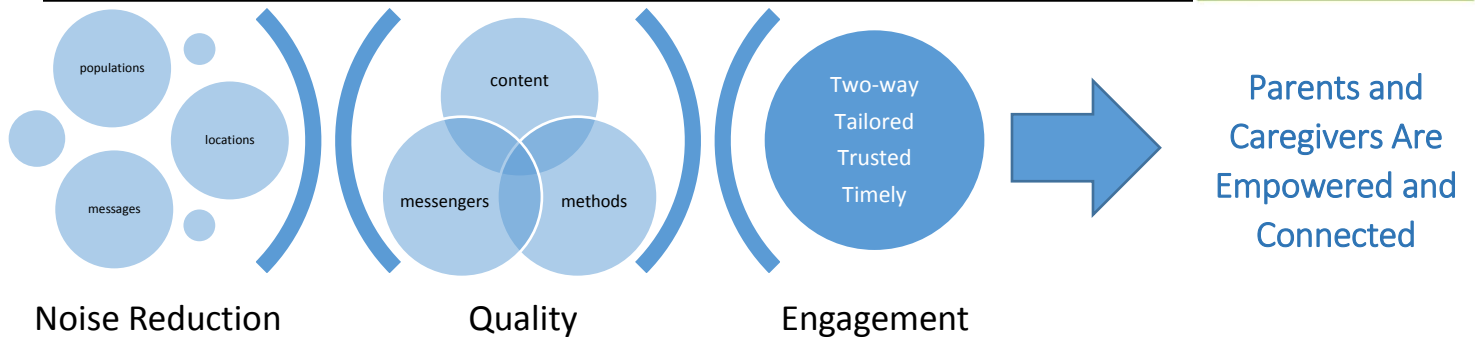 populations
locations
messages
Noise Reduction
content
messengers
methods
Quality
Two-way
Tailored
Trusted
Timely
Engagement
Parents and
Caregivers Are
Empowered and
Connected